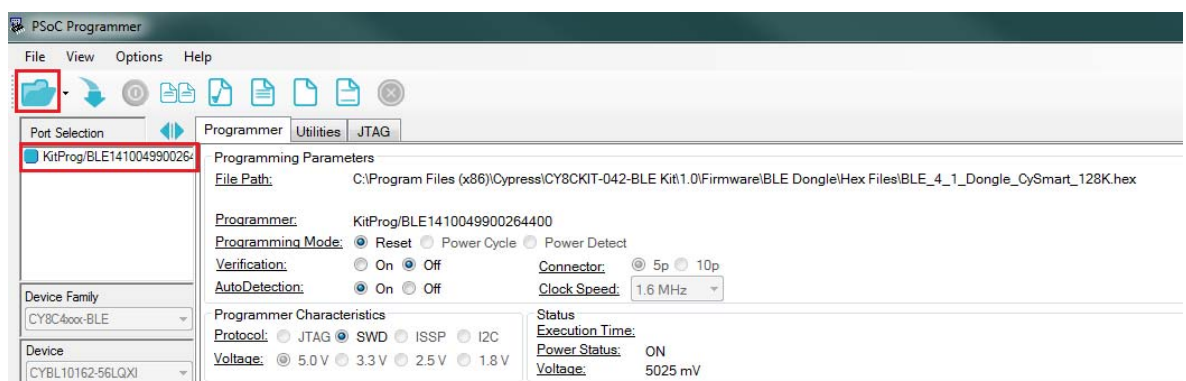 PSoC Programmer
File View Options Help
Port Selection
Programmer Utilities JTAG
KitProg/BLE141004990026
Programming Parameters
File Path: C:\Program Files (x86)\Cypress\CY8CKIT-042-BLE Kit\1.0\Firmware\BLE Dongle\Hex Files\BLE_4_1_Dongle_CySmart_128K.hex
Programmer: KitProg/BLE1410049900264400
Programming Mode: Reset Power Cycle Power Detect
Verification: On Off Connector: 5p 10p
AutoDetection: On Off Clock Speed: 1.6 MHz
Device Family
CY8C4xxx-BLE
Device
CYBL10162-56LQXI
Programmer Characteristics
Protocol: JTAG SWD ISSP I2C
Voltage: 5.0 V 3.3 V 2.5 V 1.8 V
Status
Execution Time:
Power Status: ON
Voltage: 5025 mV